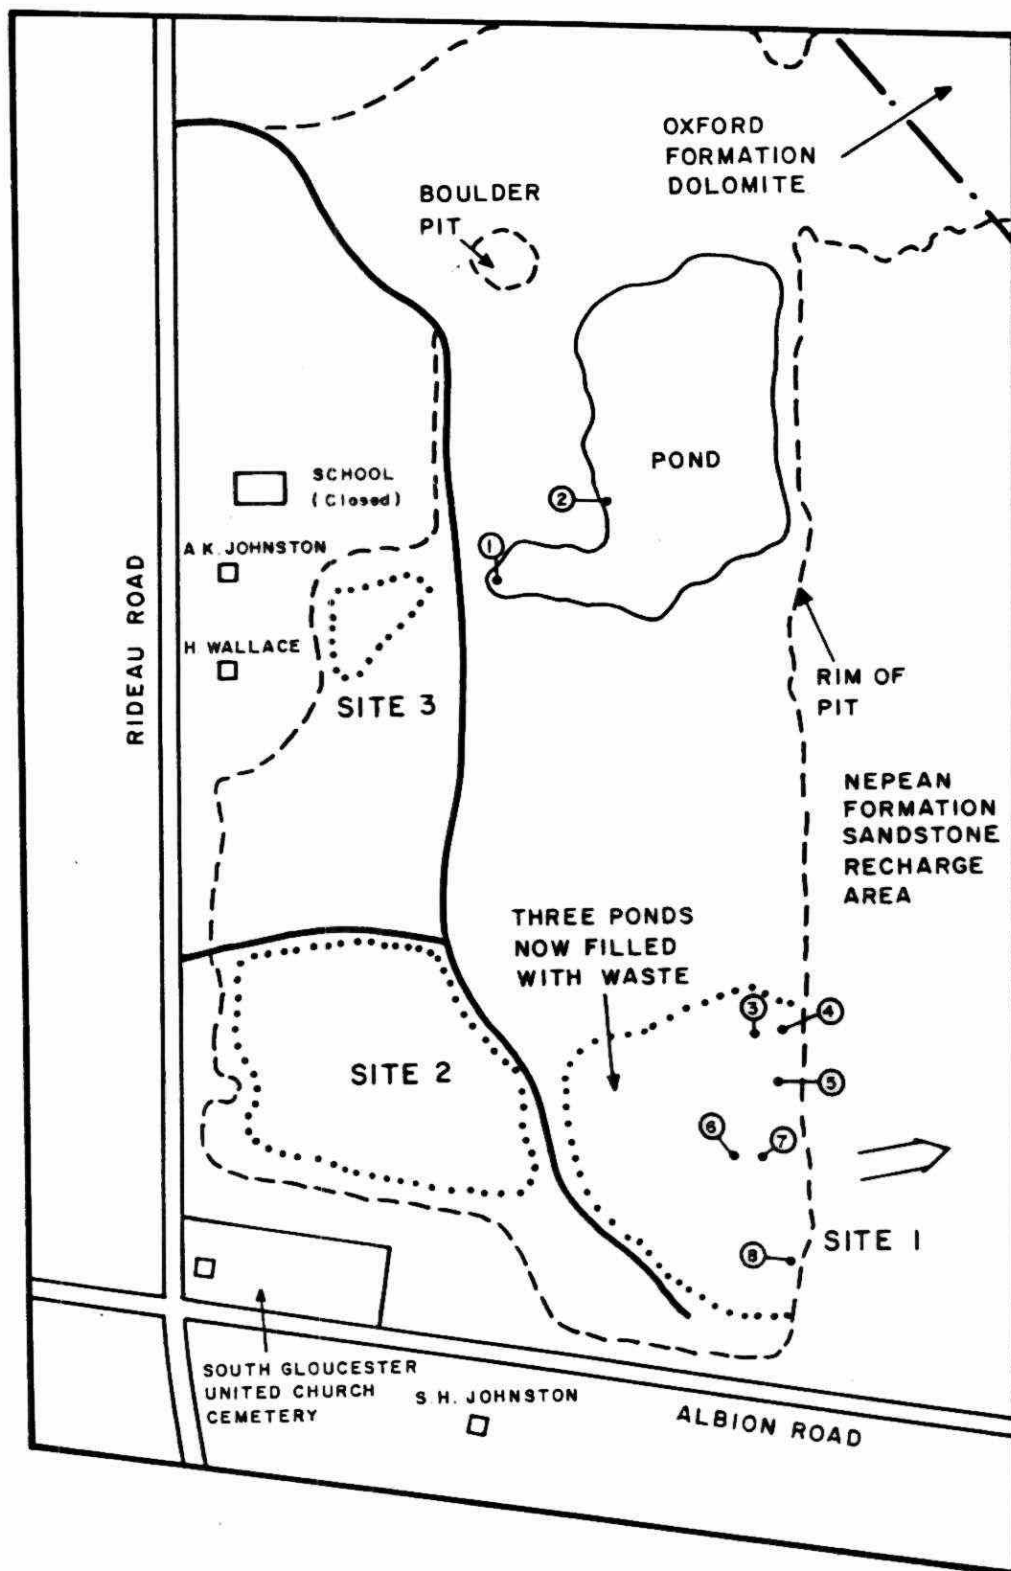 OXFORD
FORMATION
DOLOMITE
BOULDER
PIT
SCHOOL
(Closed)
POND
2
1
A K. JOHNSTON
H. WALLACE
RIDEAU ROAD
SITE 3
RIM OF
PIT
NEPEAN
FORMATION
SANDSTONE
RECHARGE
AREA
THREE PONDS
NOW FILLED
WITH WASTE
3
4
SITE 2
5
6
7
8
SITE 1
SOUTH GLOUCESTER
UNITED CHURCH
CEMETERY
S.H. JOHNSTON
ALBION ROAD